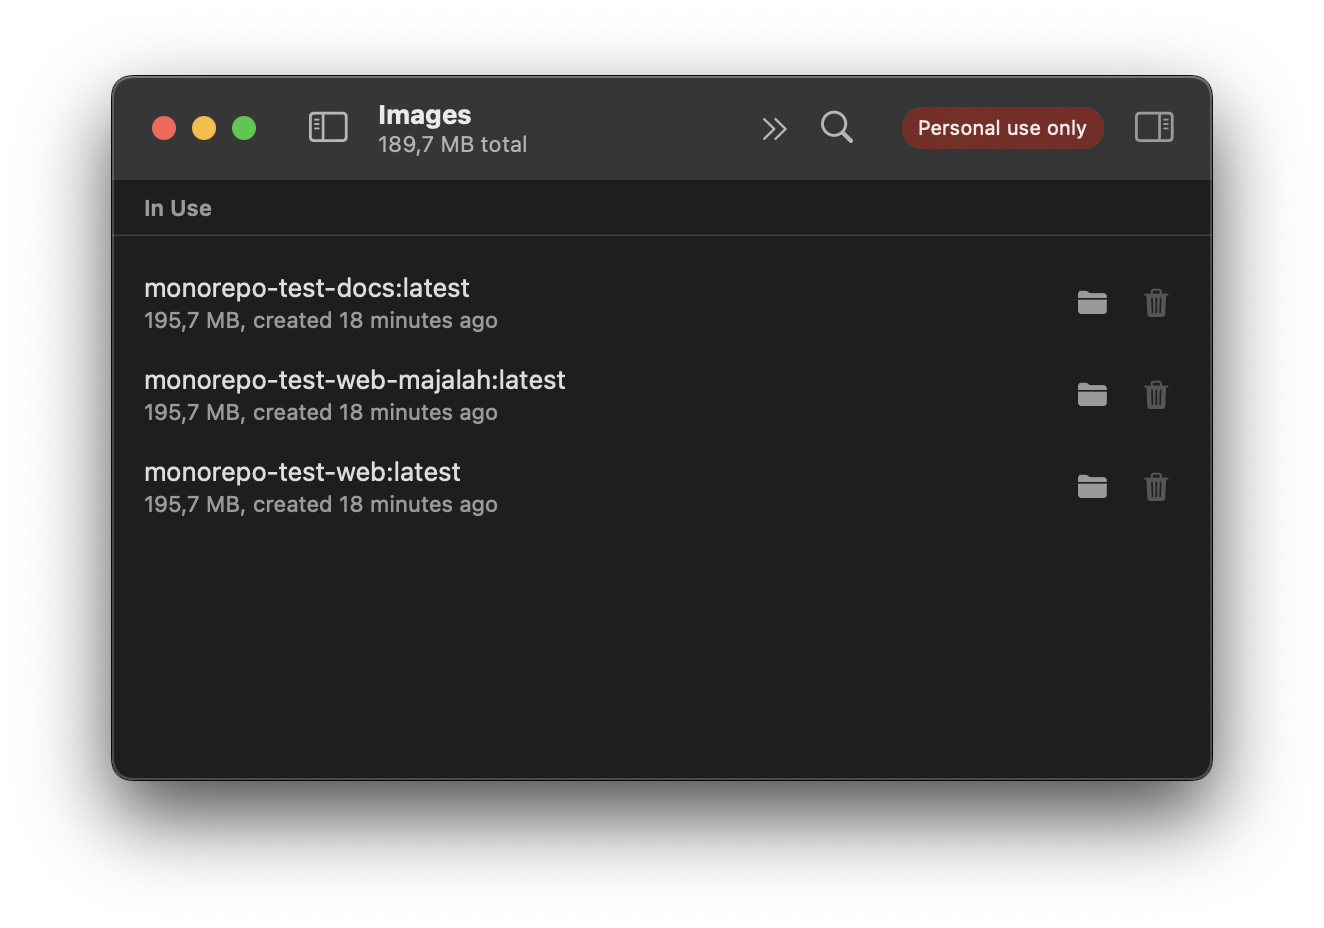 Images
189,7 MB total
Personal use only
In Use
monorepo-test-docs:latest
195,7 MB, created 18 minutes ago
monorepo-test-web-majalah:latest
195,7 MB, created 18 minutes ago
monorepo-test-web:latest
195,7 MB, created 18 minutes ago